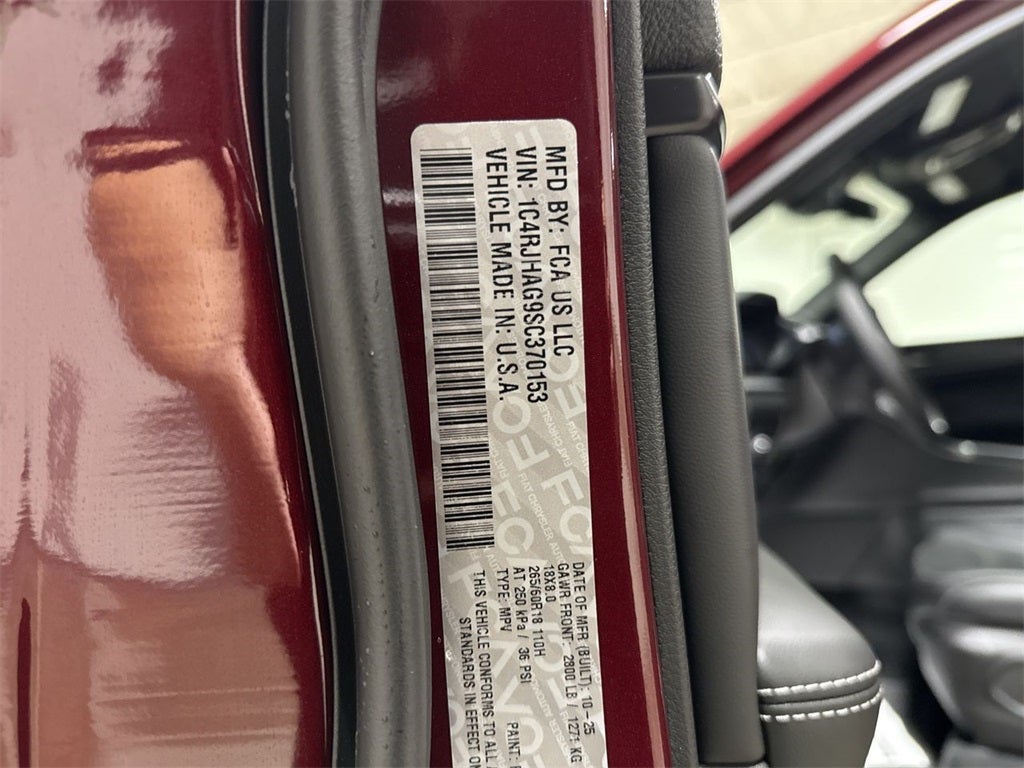 MFD BY: FCA US LLC
VIN: 1C4RJHAG9SC370153
VEHICLE MADE IN: U.S.A.
DATE OF MFR (BUILT): 10-25
GAWR FRONT: 2800 LB / 1271 KG
18X8.0
265/60R18 110H
AT 250 kPa / 36 PSI
TYPE: MPV
PAINT:
THIS VEHICLE CONFORMS TO ALL
STANDARDS IN EFFECT ON